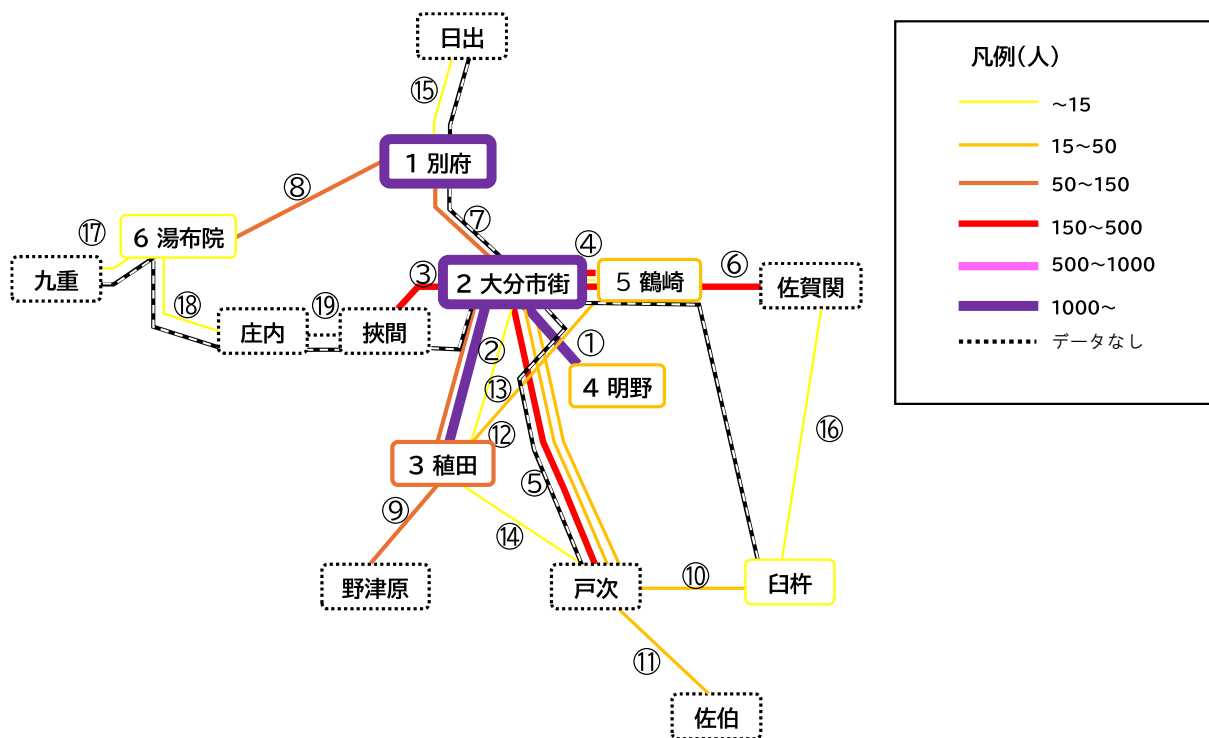 日出
⑮
1 別府
⑧
⑦
⑰
6 湯布院
④
九重
③
2 大分市街
5 鶴崎
⑥
佐賀関
⑱
⑲
庄内
挾間
②
①
⑬
4 明野
⑯
⑫
3 稙田
⑤
⑨
⑭
野津原
戸次
⑩
臼杵
⑪
佐伯
凡例(人)
~15
15~50
50~150
150~500
500~1000
1000~
データなし